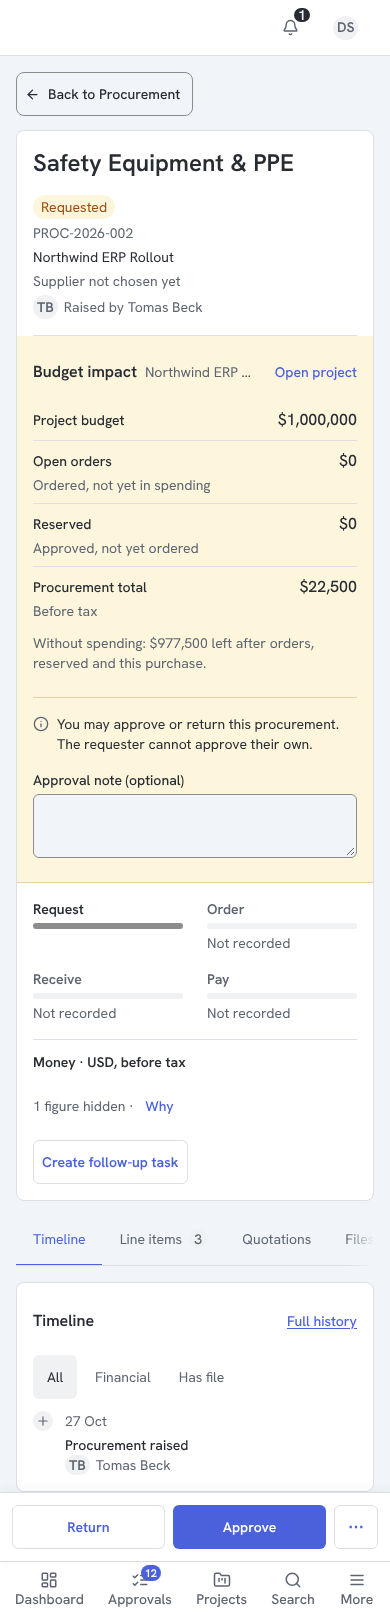 1
DS
Back to Procurement
Safety Equipment & PPE
Requested
PROC-2026-002
Northwind ERP Rollout
Supplier not chosen yet
TB Raised by Tomas Beck
Budget impact Northwind ERP ... Open project
Project budget $1,000,000
Open orders $0
Ordered, not yet in spending
Reserved $0
Approved, not yet ordered
Procurement total $22,500
Before tax
Without spending: $977,500 left after orders,
reserved and this purchase.
You may approve or return this procurement.
The requester cannot approve their own.
Approval note (optional)
Request Order
Not recorded
Receive Pay
Not recorded Not recorded
Money · USD, before tax
1 figure hidden · Why
Create follow-up task
Timeline Line items 3 Quotations Files
Timeline Full history
All Financial Has file
27 Oct
Procurement raised
TB Tomas Beck
Return Approve
12
Dashboard Approvals Projects Search More